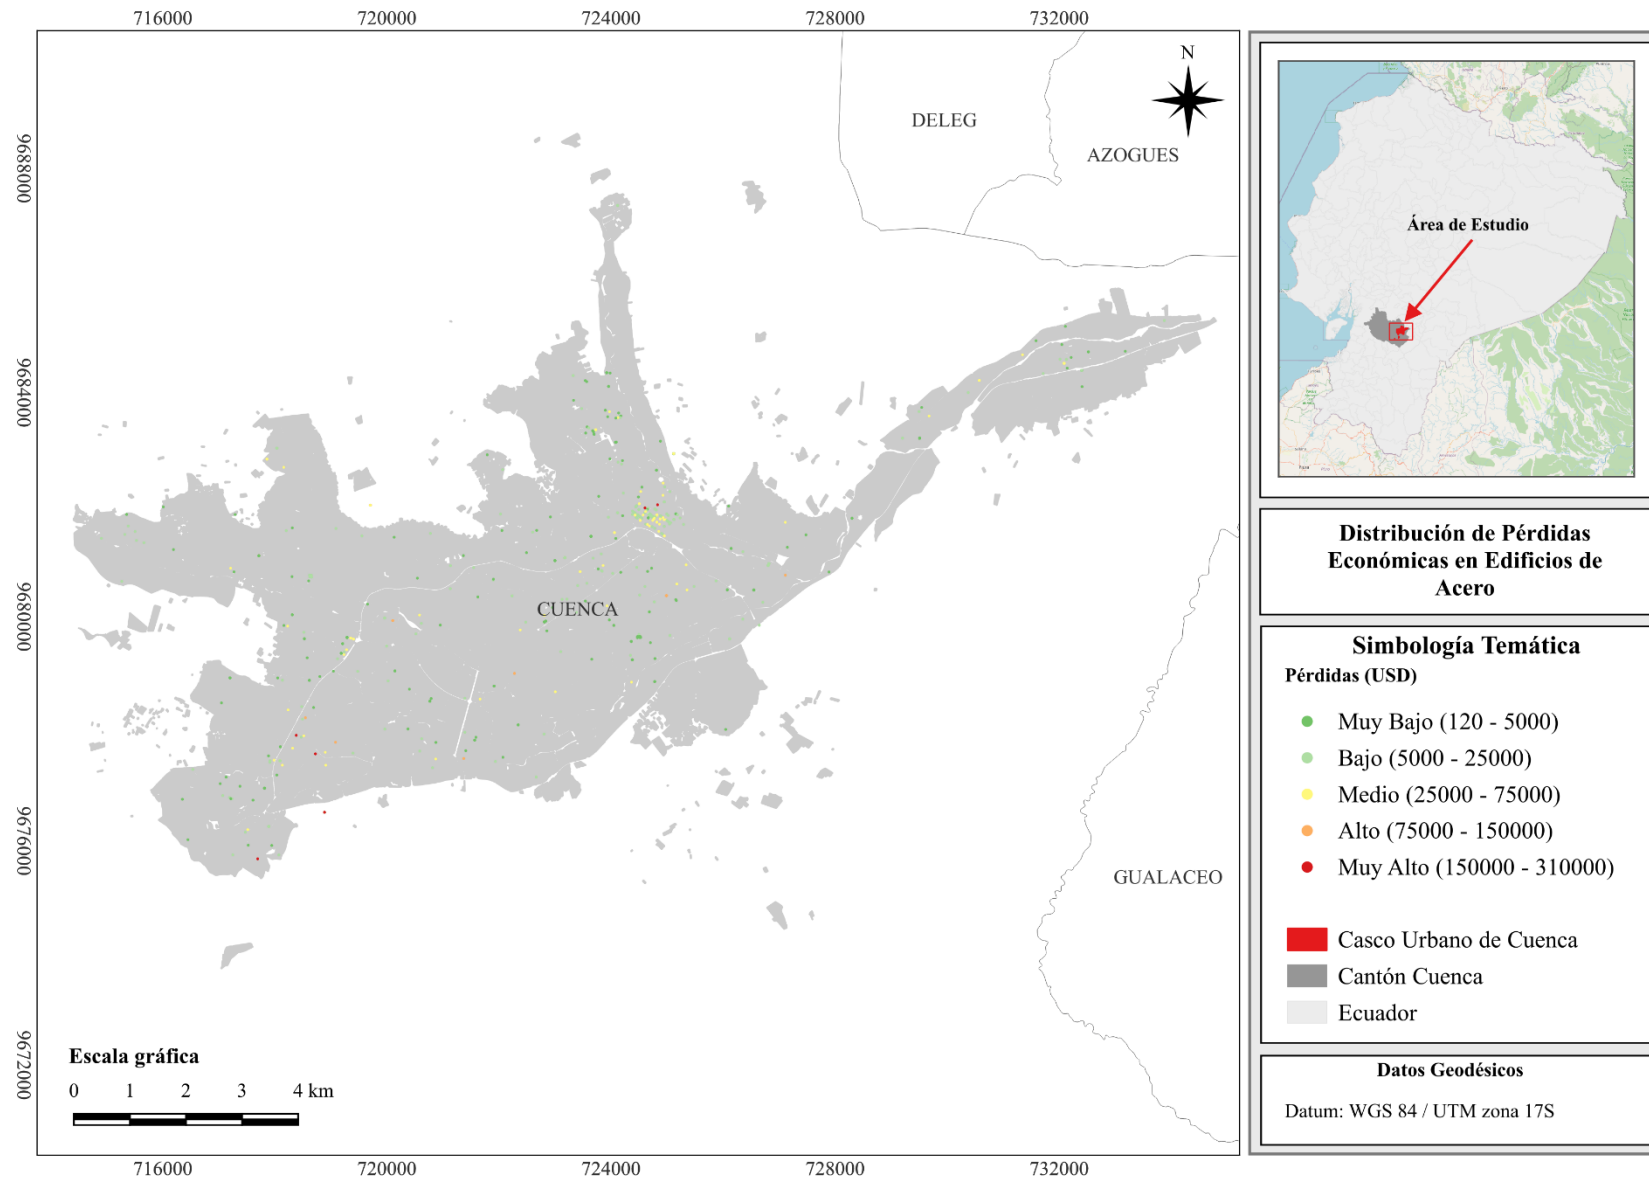 716000
720000
724000
728000
732000
N
DELEG
AZOGUES
9688000
9684000
9680000
9676000
9672000
CUENCA
GUALACEO
Escala gráfica
0 1 2 3 4 km
716000
720000
724000
728000
732000
Área de Estudio
Distribución de Pérdidas
Económicas en Edificios de
Acero
Simbología Temática
Pérdidas (USD)
Muy Bajo (120 - 5000)
Bajo (5000 - 25000)
Medio (25000 - 75000)
Alto (75000 - 150000)
Muy Alto (150000 - 310000)
Casco Urbano de Cuenca
Cantón Cuenca
Ecuador
Datos Geodésicos
Datum: WGS 84 / UTM zona 17S